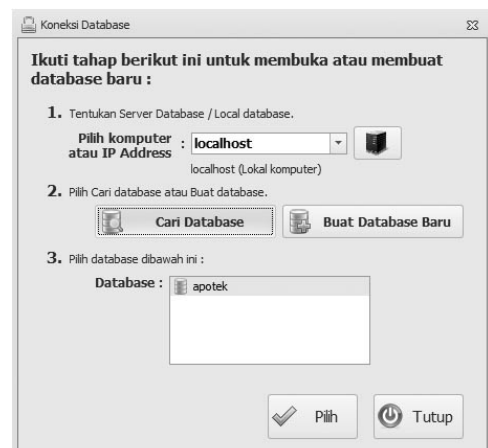 Koneksi Database
Ikuti tahap berikut ini untuk membuka atau membuat
database baru :
1. Tentukan Server Database / Local database.
Pilih komputer
atau IP Address : localhost
localhost (Lokal komputer)
2. Pilih Cari database atau Buat database.
Cari Database Buat Database Baru
3. Pilih database dibawah ini :
Database : apotek
Pilih Tutup